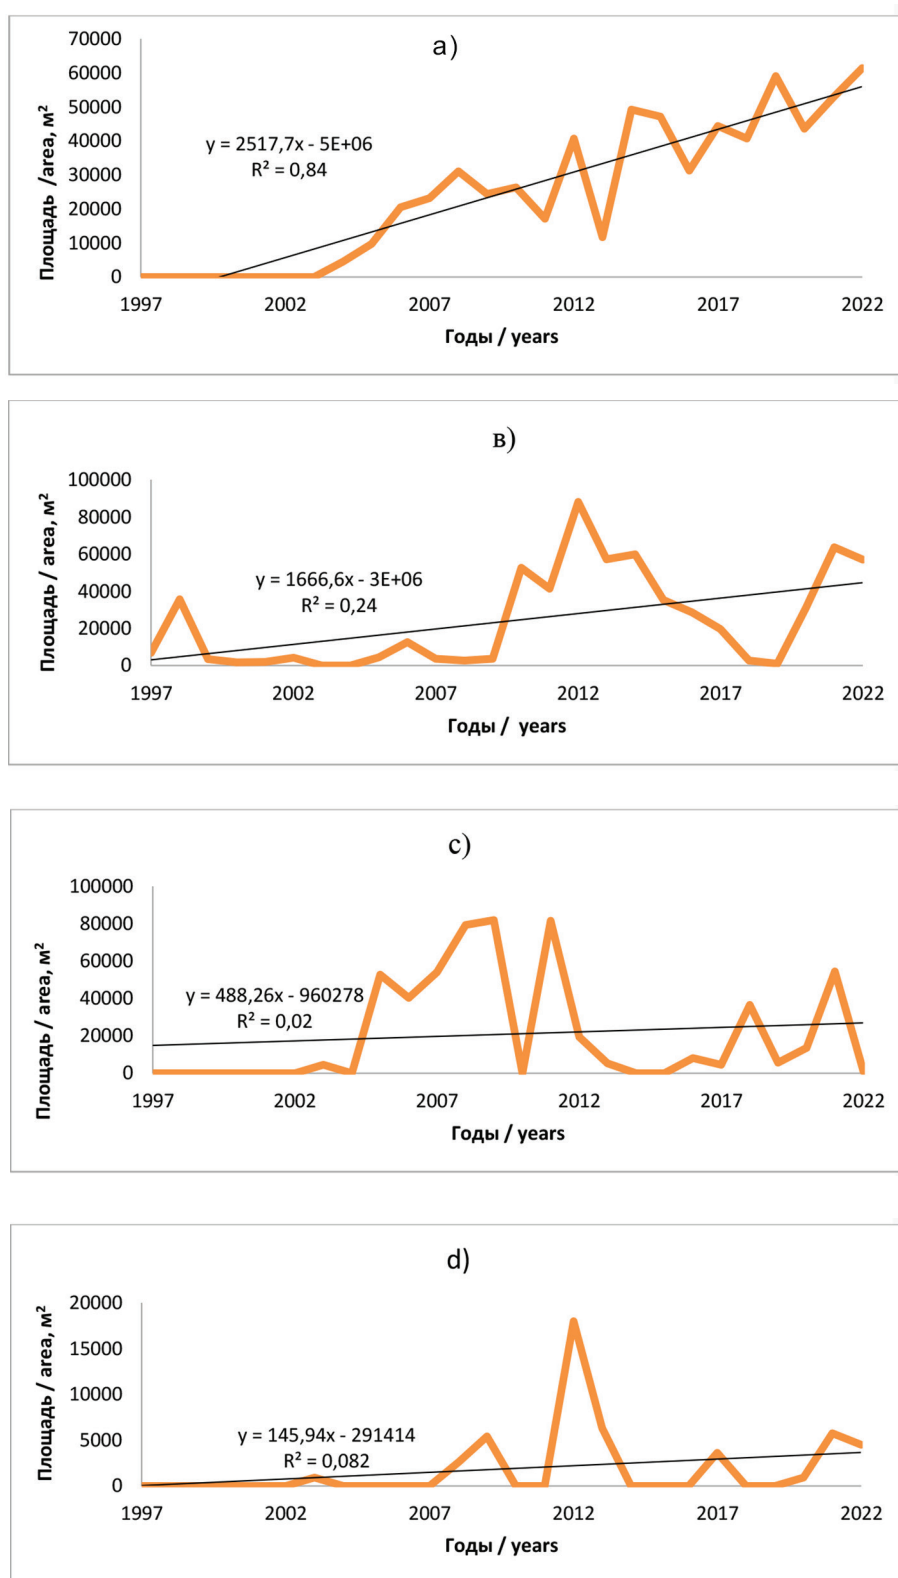 а)
70000
60000
50000
40000
30000
20000
10000
0
Площадь /area, м²
y = 2517,7x - 5E+06
R² = 0,84
1997 2002 2007 2012 2017 2022
Годы / years
в)
100000
80000
60000
40000
20000
0
Площадь / area, м²
y = 1666,6x - 3E+06
R² = 0,24
1997 2002 2007 2012 2017 2022
Годы / years
с)
100000
80000
60000
40000
20000
0
Площадь / area, м²
y = 488,26x - 960278
R² = 0,02
1997 2002 2007 2012 2017 2022
Годы / years
d)
20000
15000
10000
5000
0
Площадь / area, м²
y = 145,94x - 291414
R² = 0,082
1997 2002 2007 2012 2017 2022
Годы / years